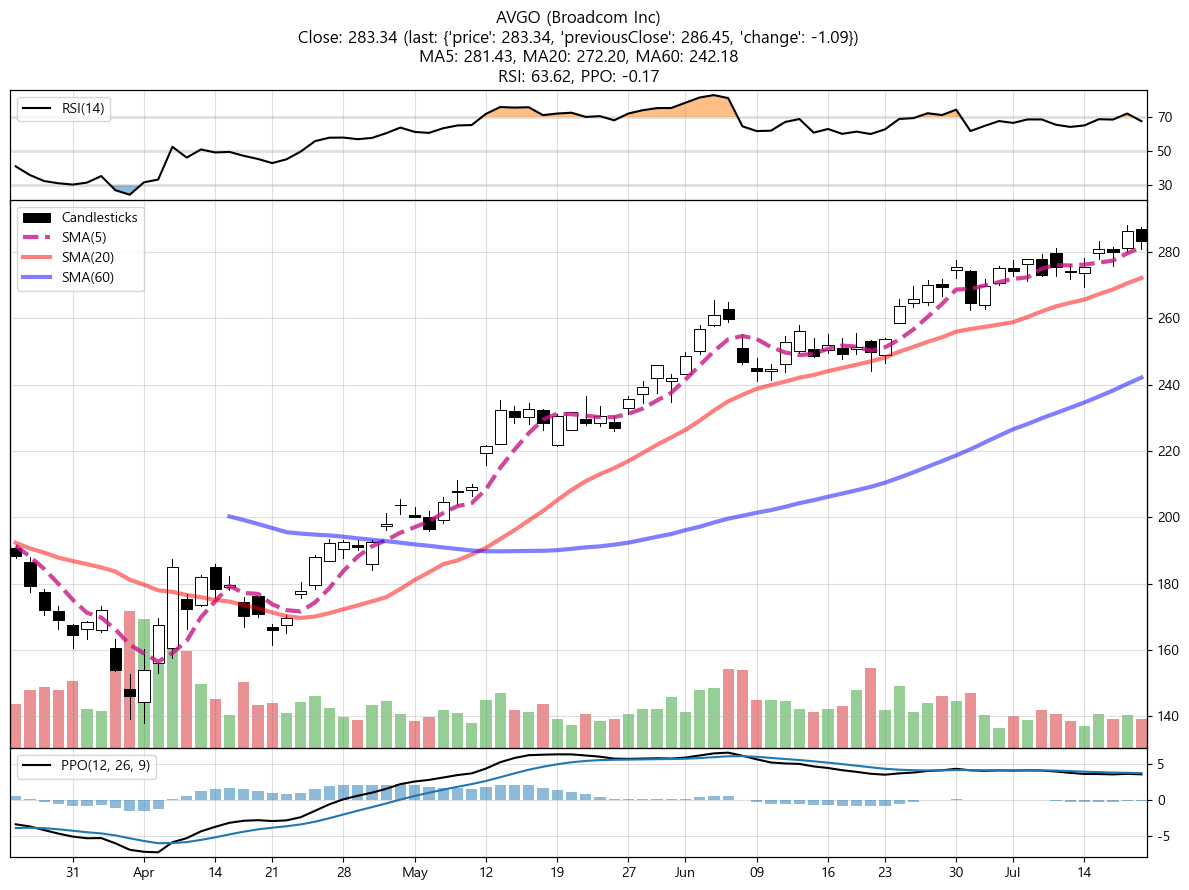 AVGO (Broadcom Inc)
Close: 283.34 (last: {'price': 283.34, 'previousClose': 286.45, 'change': -1.09})
MA5: 281.43, MA20: 272.20, MA60: 242.18
RSI: 63.62, PPO: -0.17
RSI(14)
70
50
30
Candlesticks
SMA(5)
SMA(20)
SMA(60)
280
260
240
220
200
180
160
140
PPO(12, 26, 9)
5
0
-5
31 Apr 14 21 28 May 12 19 27 Jun 09 16 23 30 Jul 14